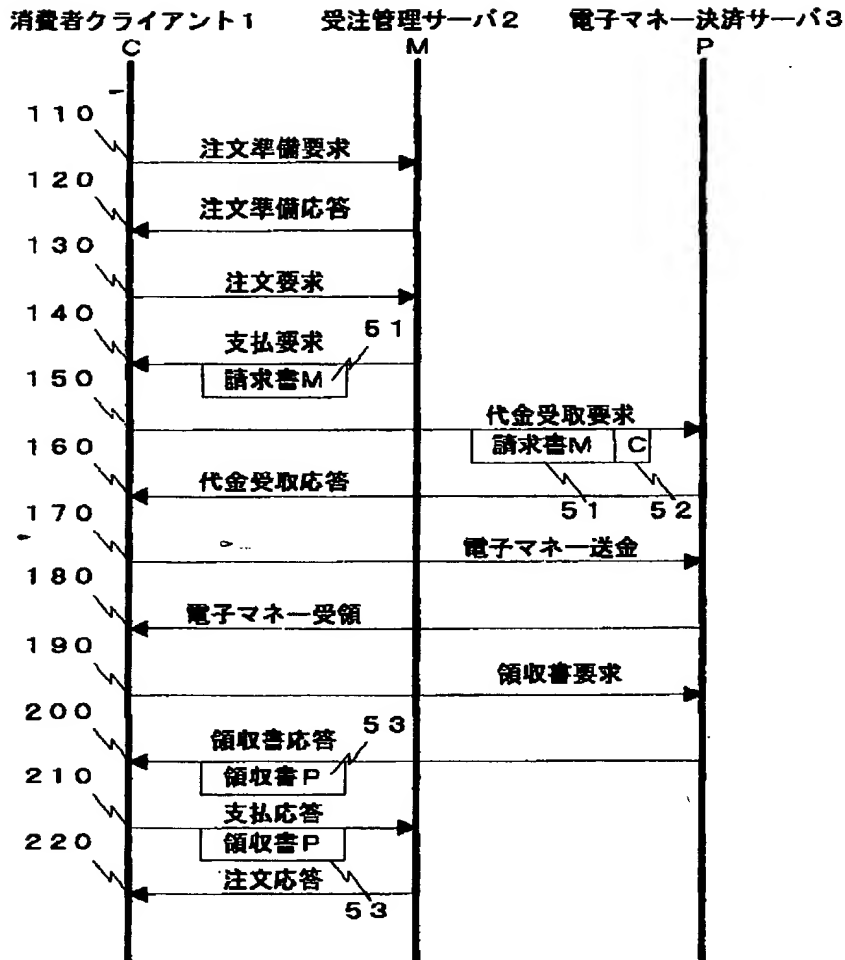 消費者クライアント1 受注管理サーバ2 電子マネー決済サーバ3
C M P
110
注文準備要求
120
注文準備応答
130
注文要求
140
支払要求 51
150
請求書M
代金受取要求
160
請求書M C
代金受取応答
51 52
170
電子マネー送金
180
電子マネー受領
190
領収書要求
200
領収書応答 53
210
領収書P
支払応答
220
領収書P
注文応答
53